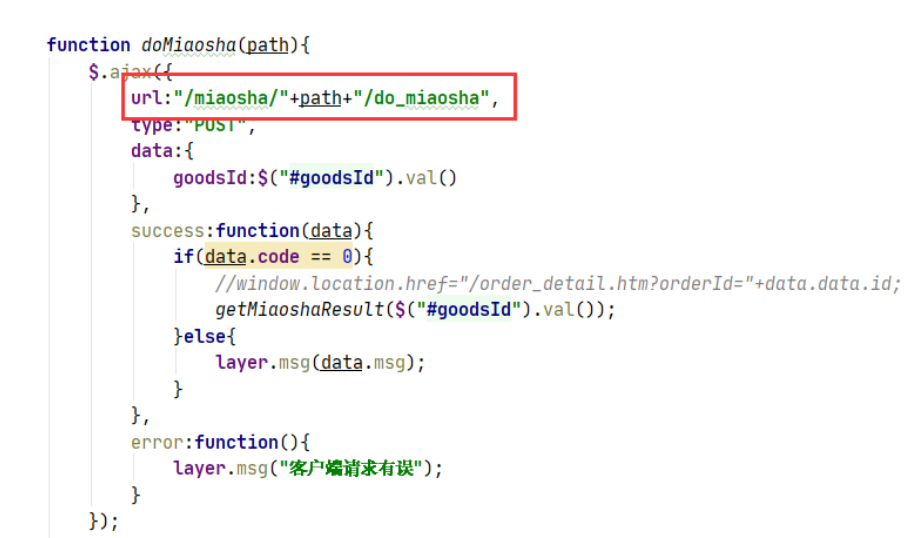 function doMiaosha(path){
$.ajax({
url:"/miaosha/"+path+"/do_miaosha",
type:"POST",
data:{
goodsId:$("#goodsId").val()
},
success:function(data){
if(data.code == 0){
//window.location.href="/order_detail.htm?orderId="+data.data.id;
getMiaoshaResult($("#goodsId").val());
}else{
layer.msg(data.msg);
}
},
error:function(){
layer.msg("客户端请求有误");
}
});